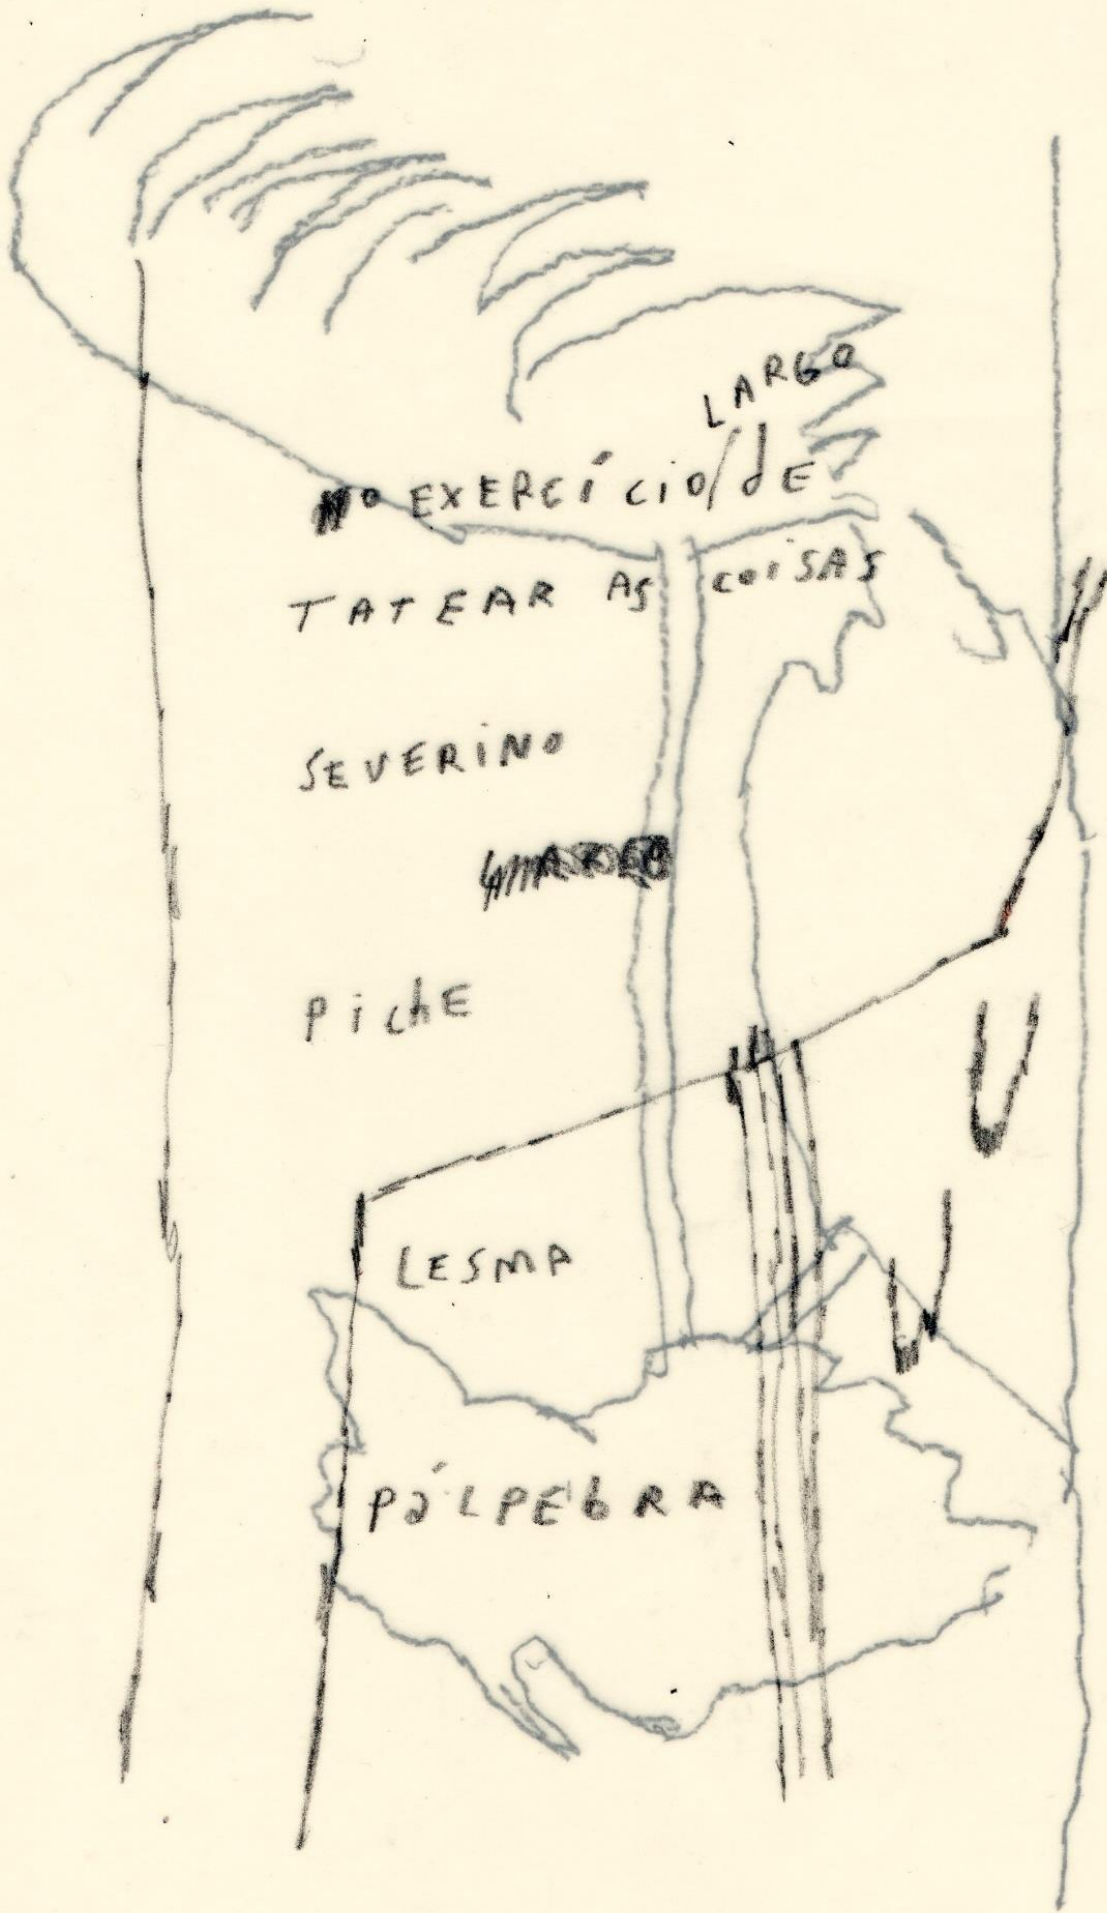 LARGO
NO EXERCÍCIO/dE
TATEAR AS COISAS
SEVERINO
PichE
LESMA
PáLPEbRA